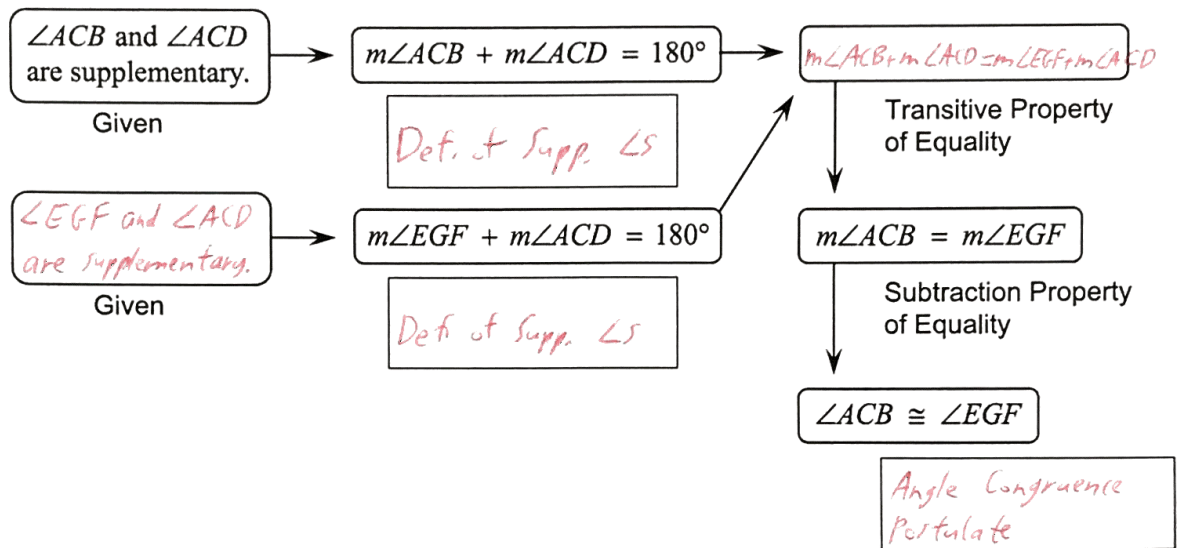 ∠ACB and ∠ACD
are supplementary.
Given
m∠ACB + m∠ACD = 180°
Def. of Supp. ∠s
m∠ACB+m∠ACD=m∠EGF+m∠ACD
Transitive Property
of Equality
∠EGF and ∠ACD
are supplementary.
Given
m∠EGF + m∠ACD = 180°
Def. of Supp. ∠s
m∠ACB = m∠EGF
Subtraction Property
of Equality
∠ACB ≅ ∠EGF
Angle Congruence
Postulate